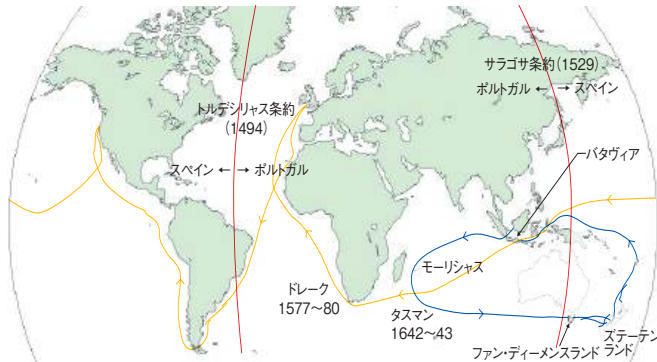 サラゴサ条約(1529)
ポルトガル ← → スペイン
トルデシリャス条約
(1494)
スペイン ← → ポルトガル
バタヴィア
モーリシャス
ドレーク
1577〜80
タスマン
1642〜43
ズテーテン
ランド
ファン・ディーメンスランド